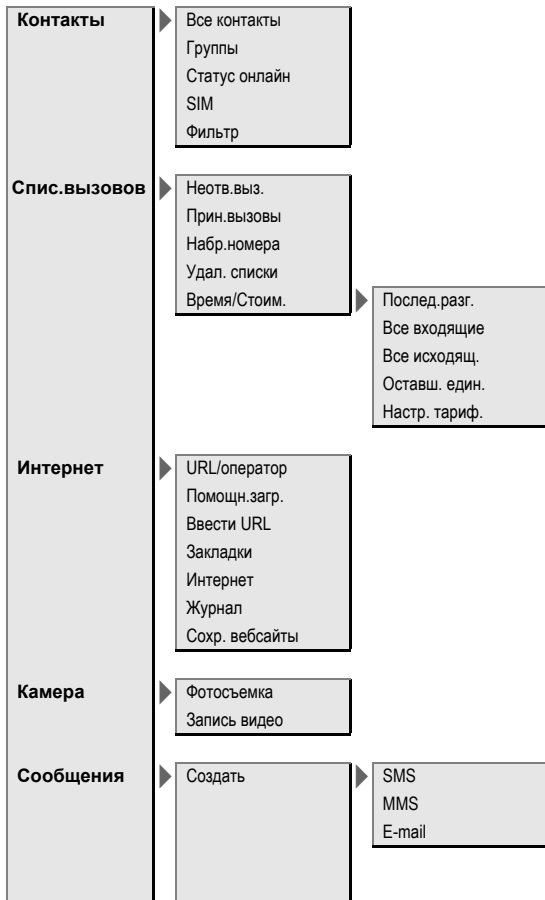 Контакты
Все контакты
Группы
Статус онлайн
SIM
Фильтр
Спис.вызовов
Неотв.выз.
Прин.вызовы
Набр.номера
Удал. списки
Время/Стоим.
Послед.разг.
Все входящие
Все исходящ.
Оставш. един.
Настр. тариф.
Интернет
URL/оператор
Помощн.загр.
Ввести URL
Закладки
Интернет
Журнал
Сохр. вебсайты
Камера
Фотосъемка
Запись видео
Сообщения
Создать
SMS
MMS
E-mail